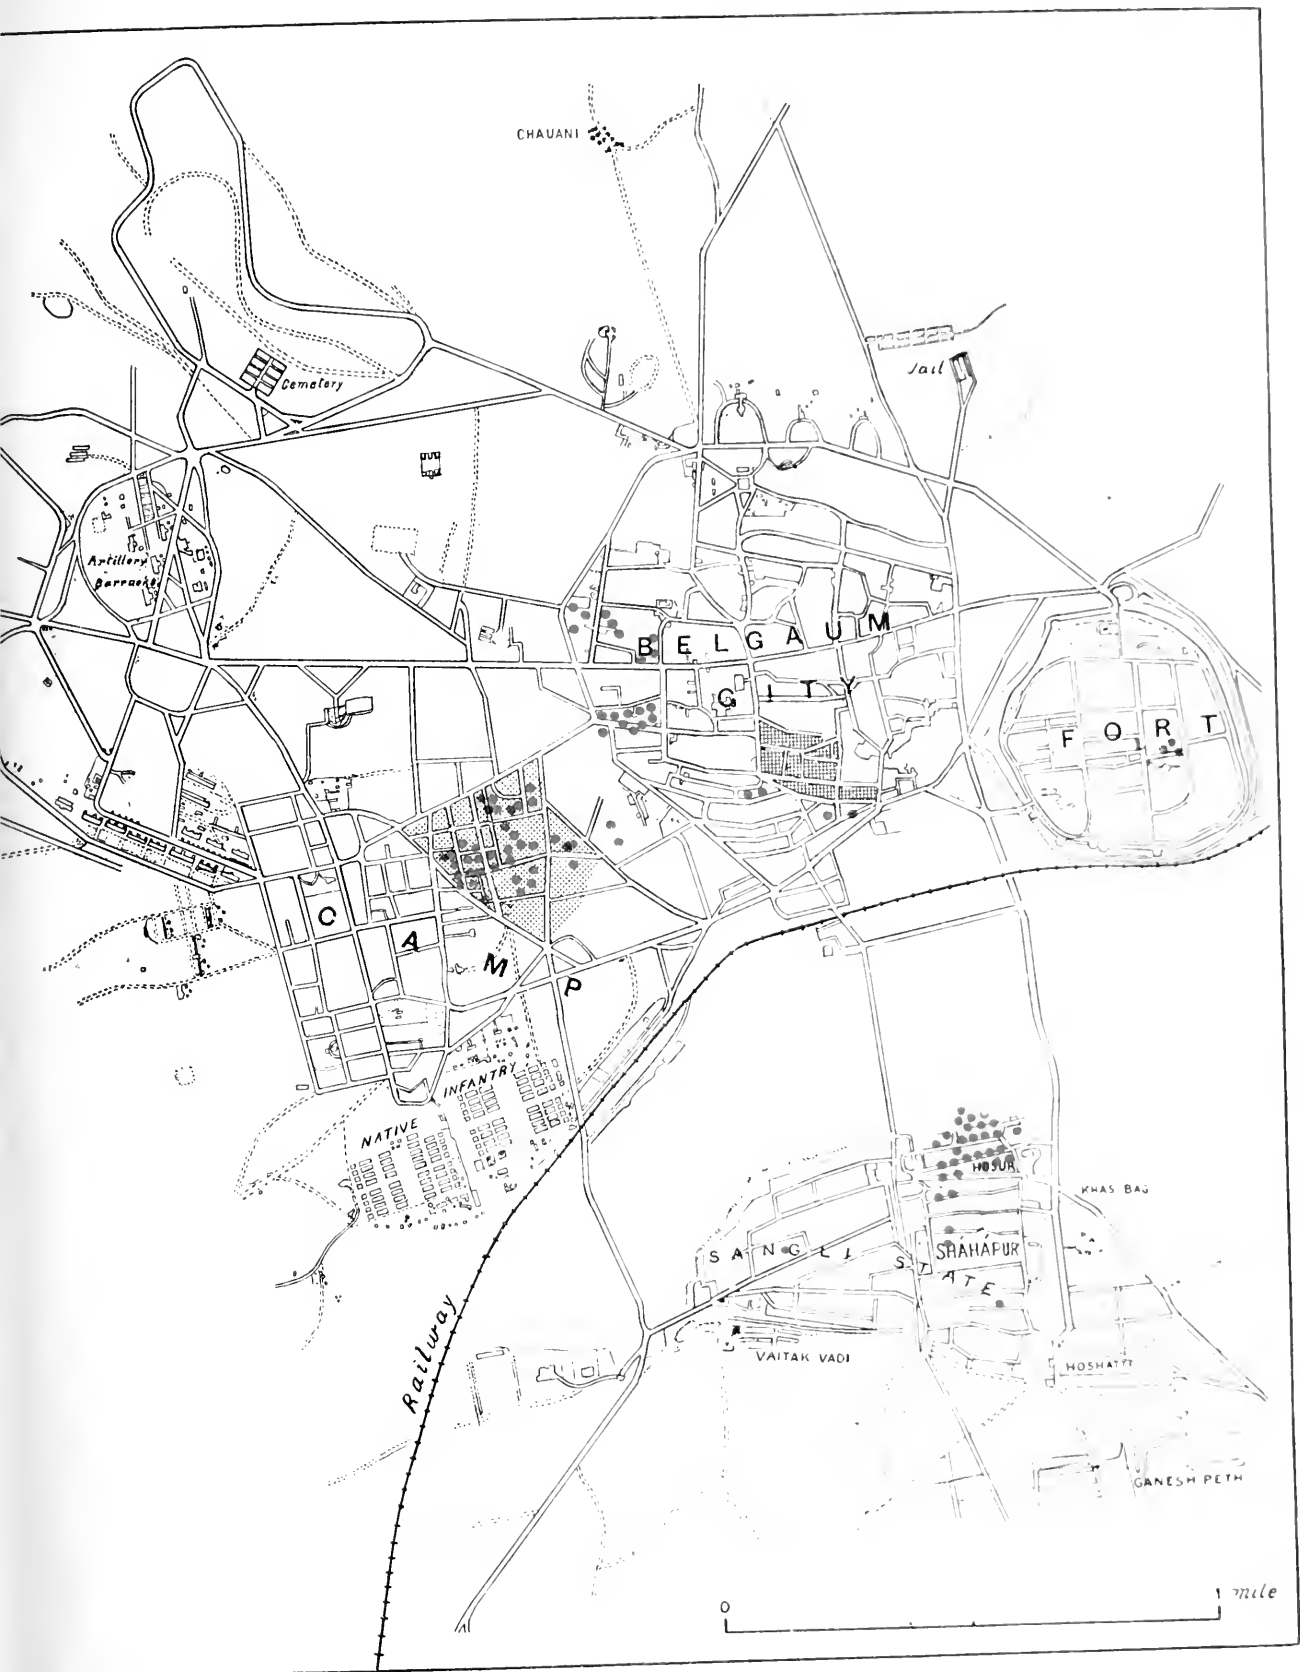 CHAUANI
Jail
Cemetery
Artillery
Barracks
BELGAUM
CITY
FORT
CAMP
INFANTRY
NATIVE
HOSUR
KHAS BAG
SHÁHÁPUR
SANGLI STATE
Railway
VAITAK VADI
HOSHATTI
GANESH PETH
0 1 mile